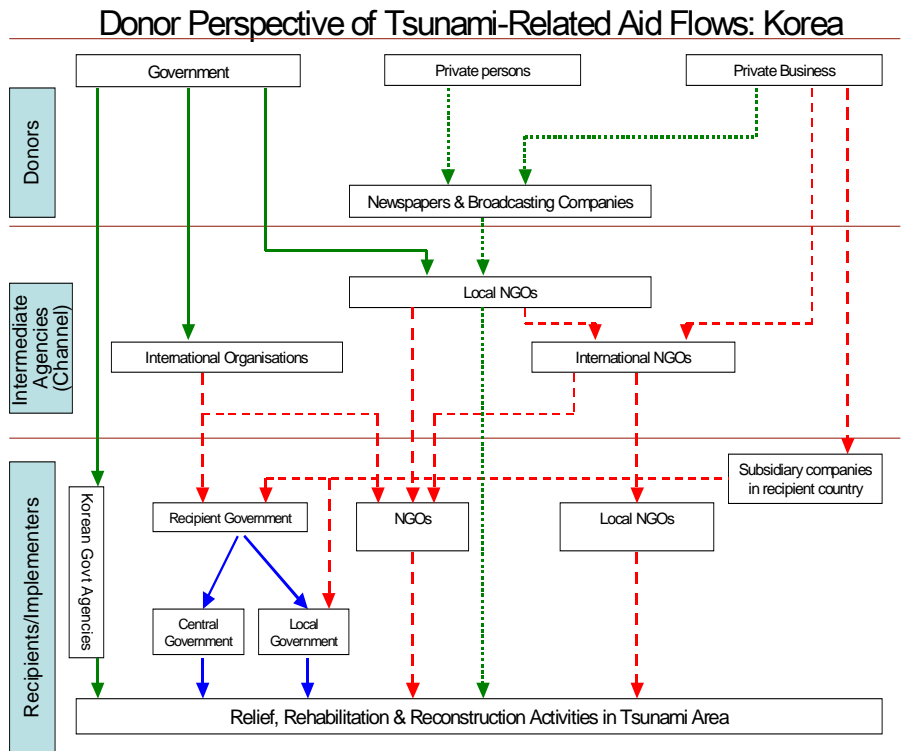 Donor Perspective of Tsunami-Related Aid Flows: Korea
Government
Private persons
Private Business
Donors
Newspapers & Broadcasting Companies
Intermediate
Agencies
(Channel)
Local NGOs
International Organisations
International NGOs
Recipients/Implementers
Subsidiary companies
in recipient country
Korean Govt Agencies
Recipient Government
NGOs
Local NGOs
Central
Government
Local
Government
Relief, Rehabilitation & Reconstruction Activities in Tsunami Area